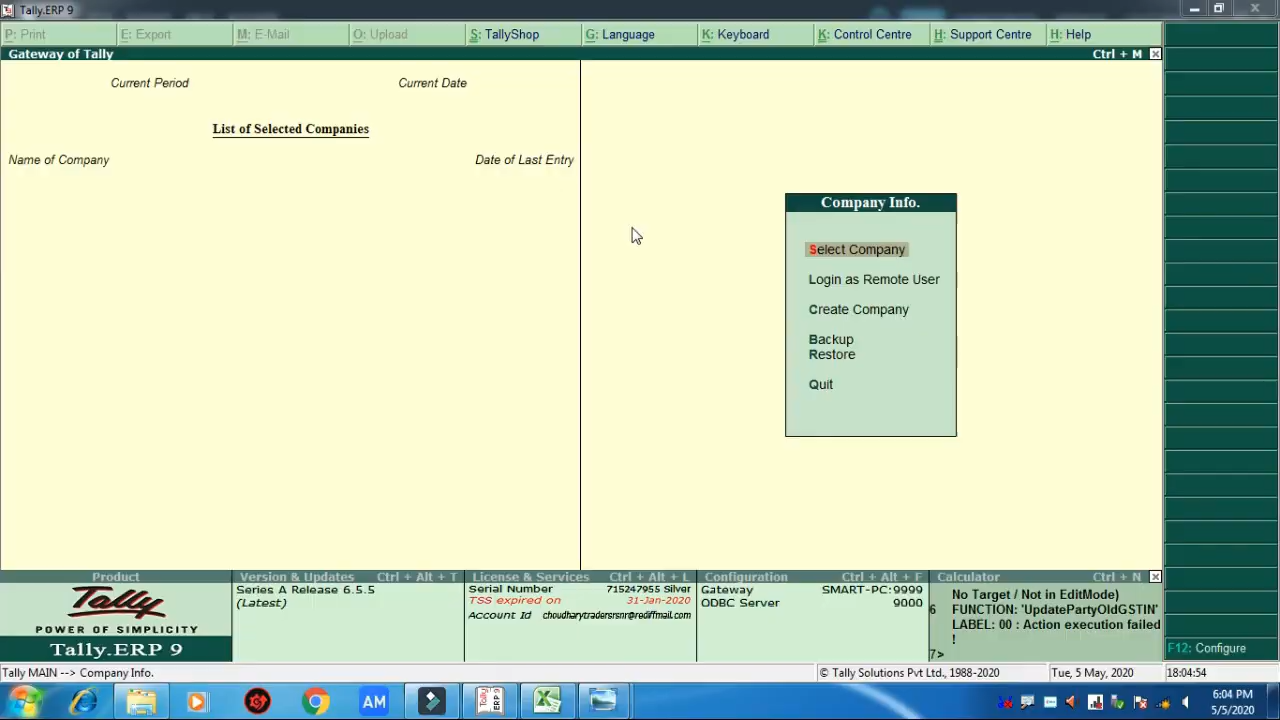 Tally.ERP 9
P: Print
E: Export
M: E-Mail
O: Upload
S: TallyShop
G: Language
K: Keyboard
K: Control Centre
H: Support Centre
H: Help
Gateway of Tally
Ctrl + M
Current Period
Current Date
List of Selected Companies
Name of Company
Date of Last Entry
Company Info.
Select Company
Login as Remote User
Create Company
Backup
Restore
Quit
Product
Tally
POWER OF SIMPLICITY
Tally.ERP 9
Version & Updates Ctrl + Alt + T
Series A Release 6.5.5
(Latest)
License & Services Ctrl + Alt + L
Serial Number 715247955 Silver
TSS expired on 31-Jan-2020
Account Id choudharytradersrsnr@rediffmail.com
Configuration Ctrl + Alt + F
Gateway SMART-PC:9999
ODBC Server 9000
Calculator Ctrl + N
No Target / Not in EditMode)
6 FUNCTION: 'UpdatePartyOldGSTIN'
LABEL: 00 : Action execution failed
!
7>
F12: Configure
Tally MAIN --> Company Info.
© Tally Solutions Pvt Ltd., 1988-2020
Tue, 5 May, 2020
18:04:54
AM
6:04 PM
5/5/2020